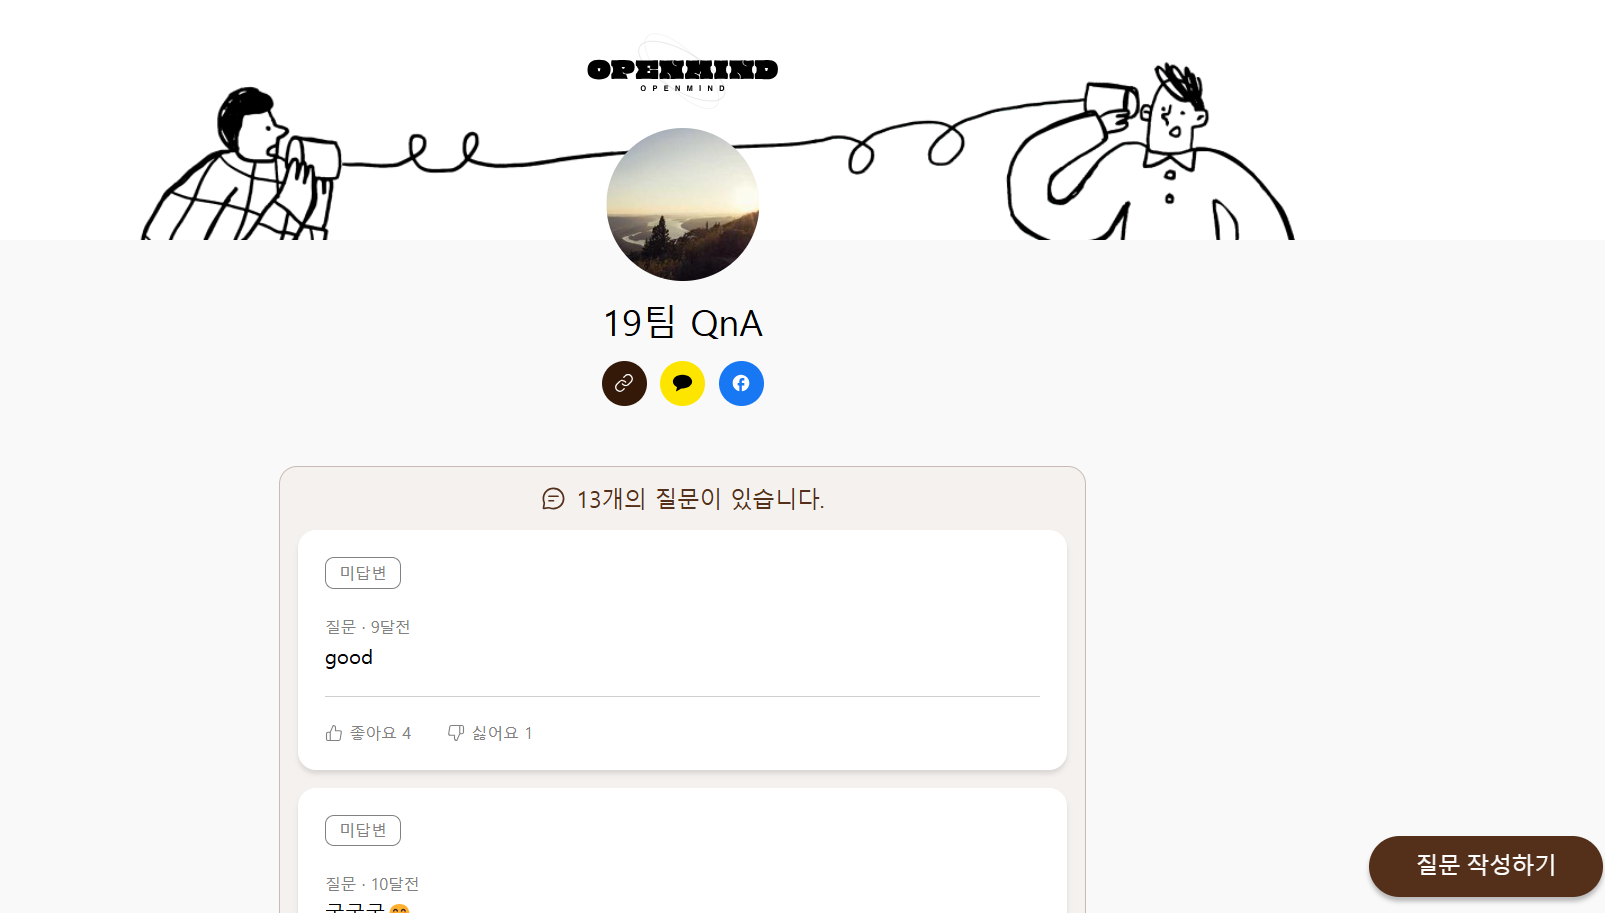 OPENMIND
OPENMIND
19팀 QnA
13개의 질문이 있습니다.
미답변
질문 · 9달전
good
좋아요 4 싫어요 1
미답변
질문 · 10달전
질문 작성하기